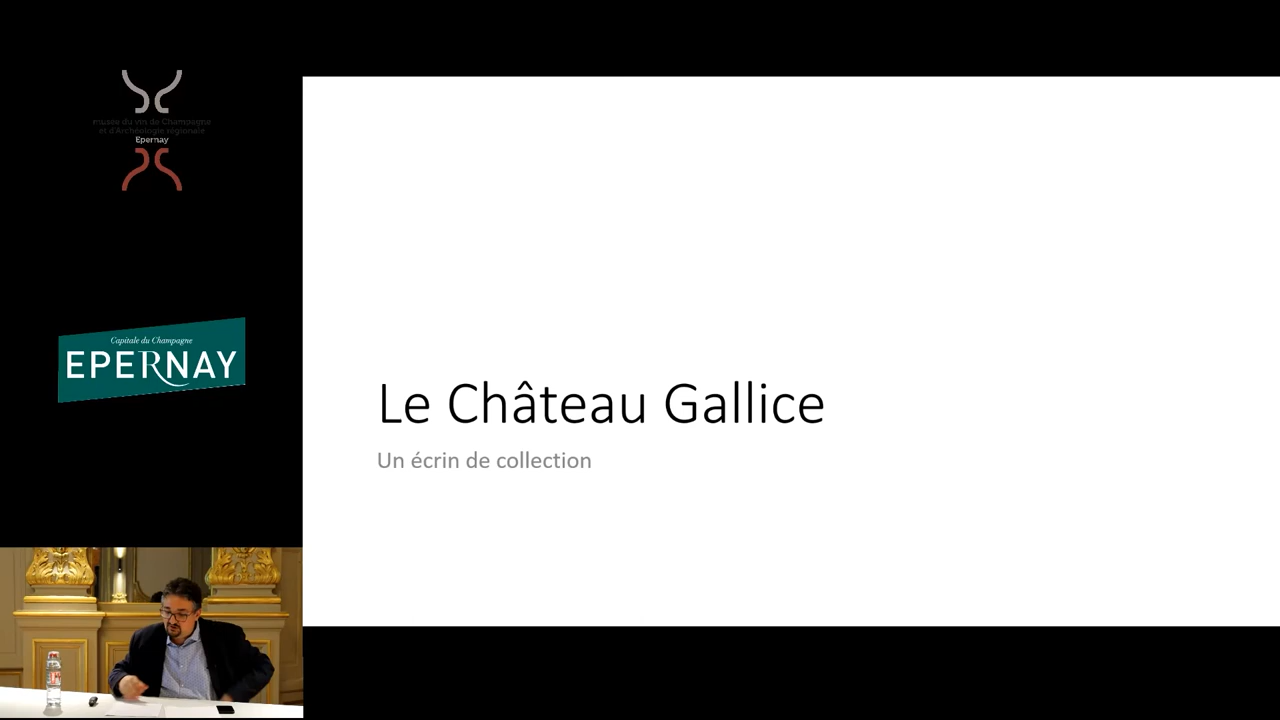 musée du vin de Champagne
et d'Archéologie régionale
Epernay
Capitale du Champagne
EPERNAY
Le Château Gallice
Un écrin de collection